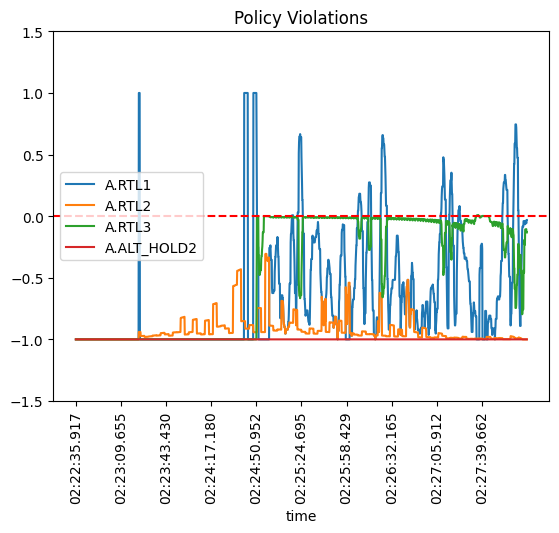 Policy Violations
1.5
1.0
0.5
0.0
−0.5
−1.0
−1.5
A.RTL1
A.RTL2
A.RTL3
A.ALT_HOLD2
02:22:35.917
02:23:09.655
02:23:43.430
02:24:17.180
02:24:50.952
02:25:24.695
02:25:58.429
02:26:32.165
02:27:05.912
02:27:39.662
time